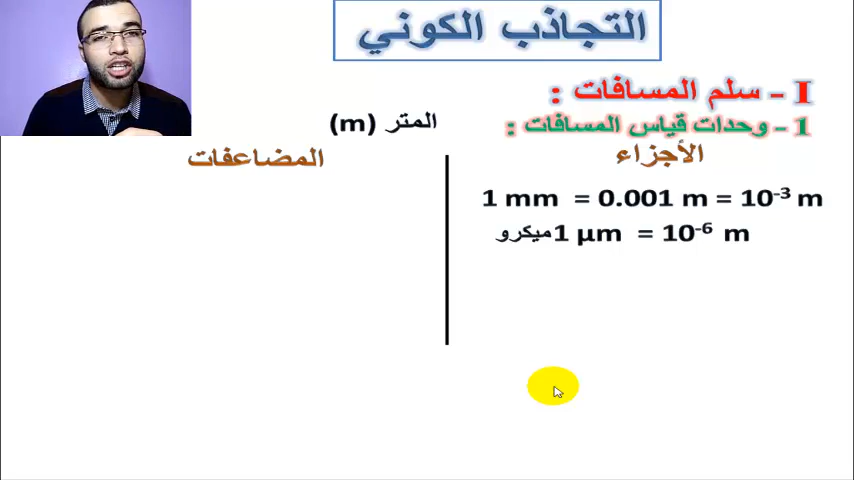 التجاذب الكوني
I - سلم المسافات :
1 - وحدات قياس المسافات :
المتر (m)
الأجزاء
1 mm = 0.001 m = 10⁻³ m
1 µm = 10⁻⁶ m ميكرو
المضاعفات